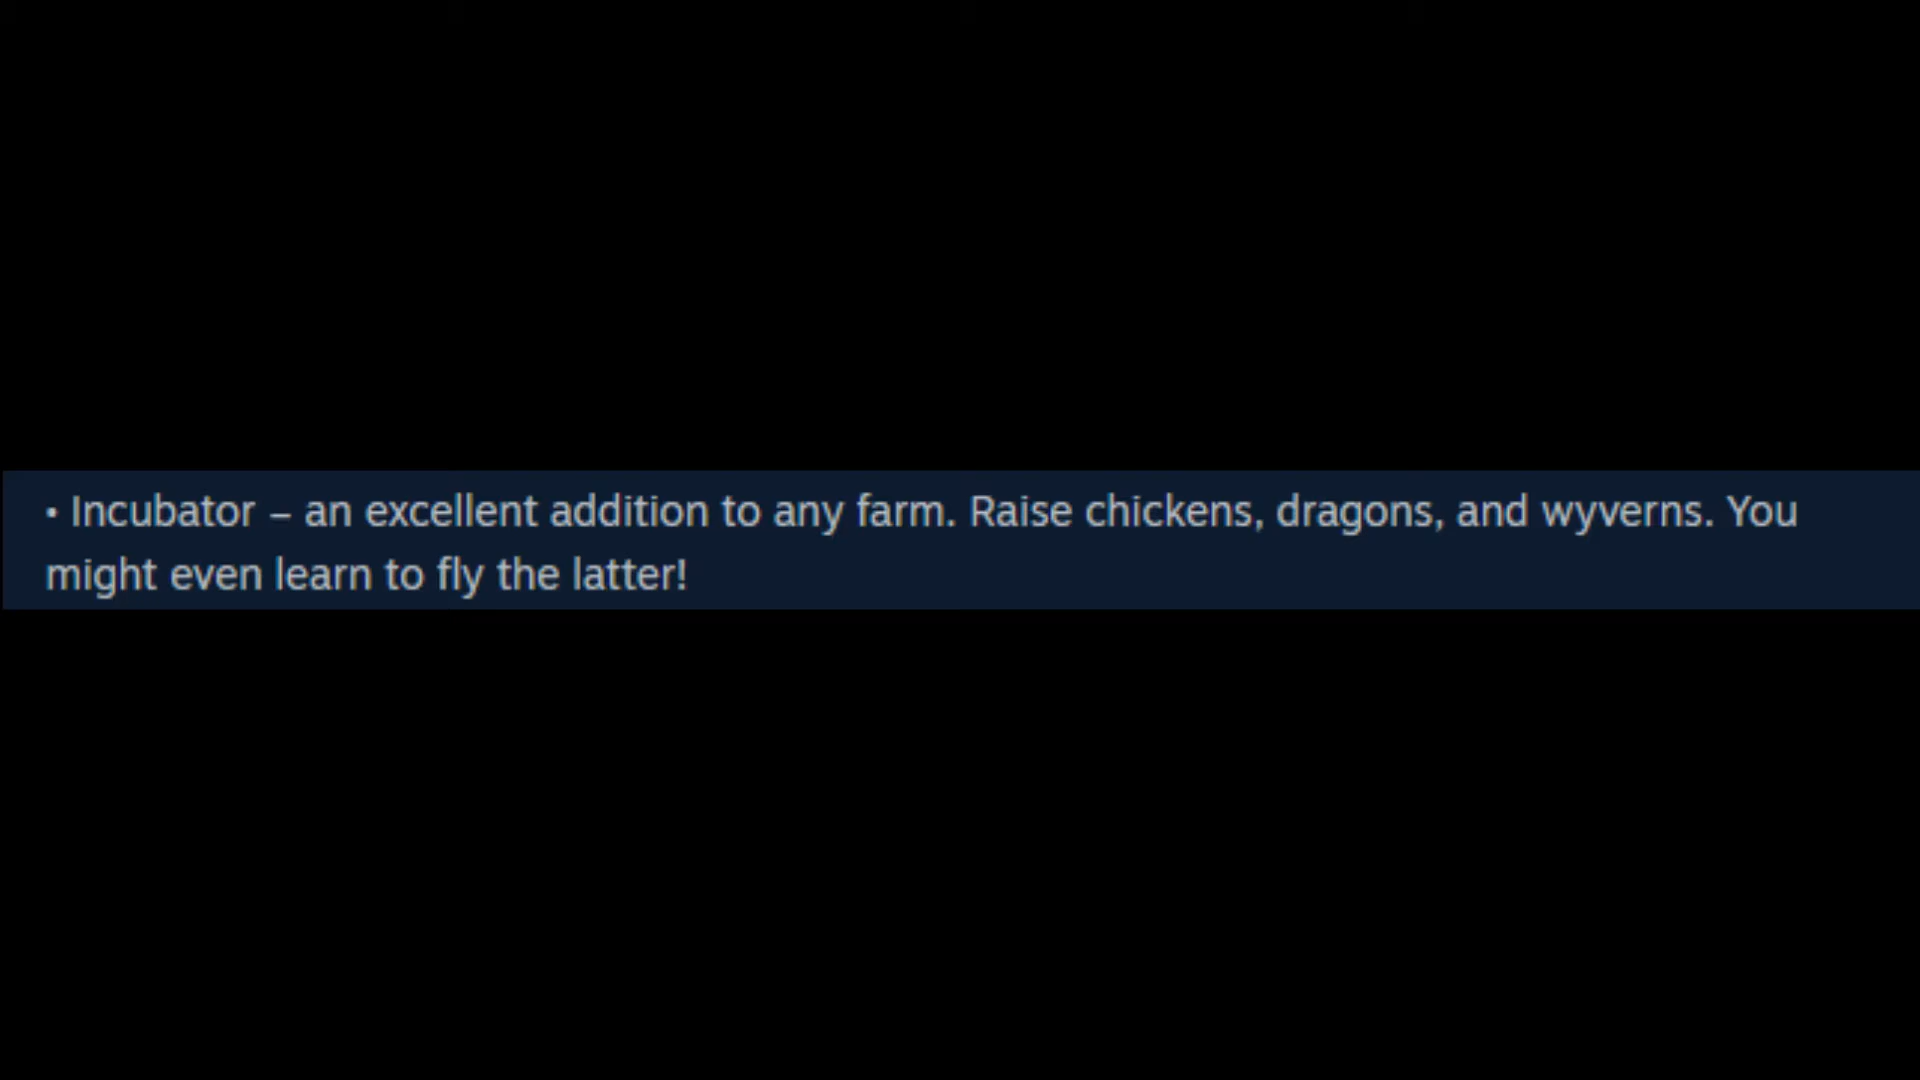 • Incubator – an excellent addition to any farm. Raise chickens, dragons, and wyverns. You
might even learn to fly the latter!